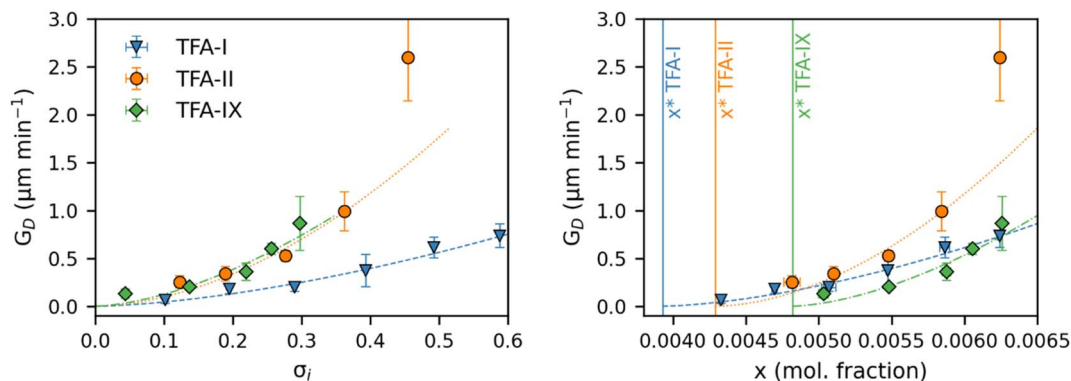 3.0
2.5
2.0
1.5
1.0
0.5
0.0
G_D (μm min⁻¹)
TFA-I
TFA-II
TFA-IX
0.0 0.1 0.2 0.3 0.4 0.5 0.6
σᵢ
3.0
2.5
2.0
1.5
1.0
0.5
0.0
G_D (μm min⁻¹)
x* TFA-I
x* TFA-II
x* TFA-IX
0.0040 0.0045 0.0050 0.0055 0.0060 0.0065
x (mol. fraction)